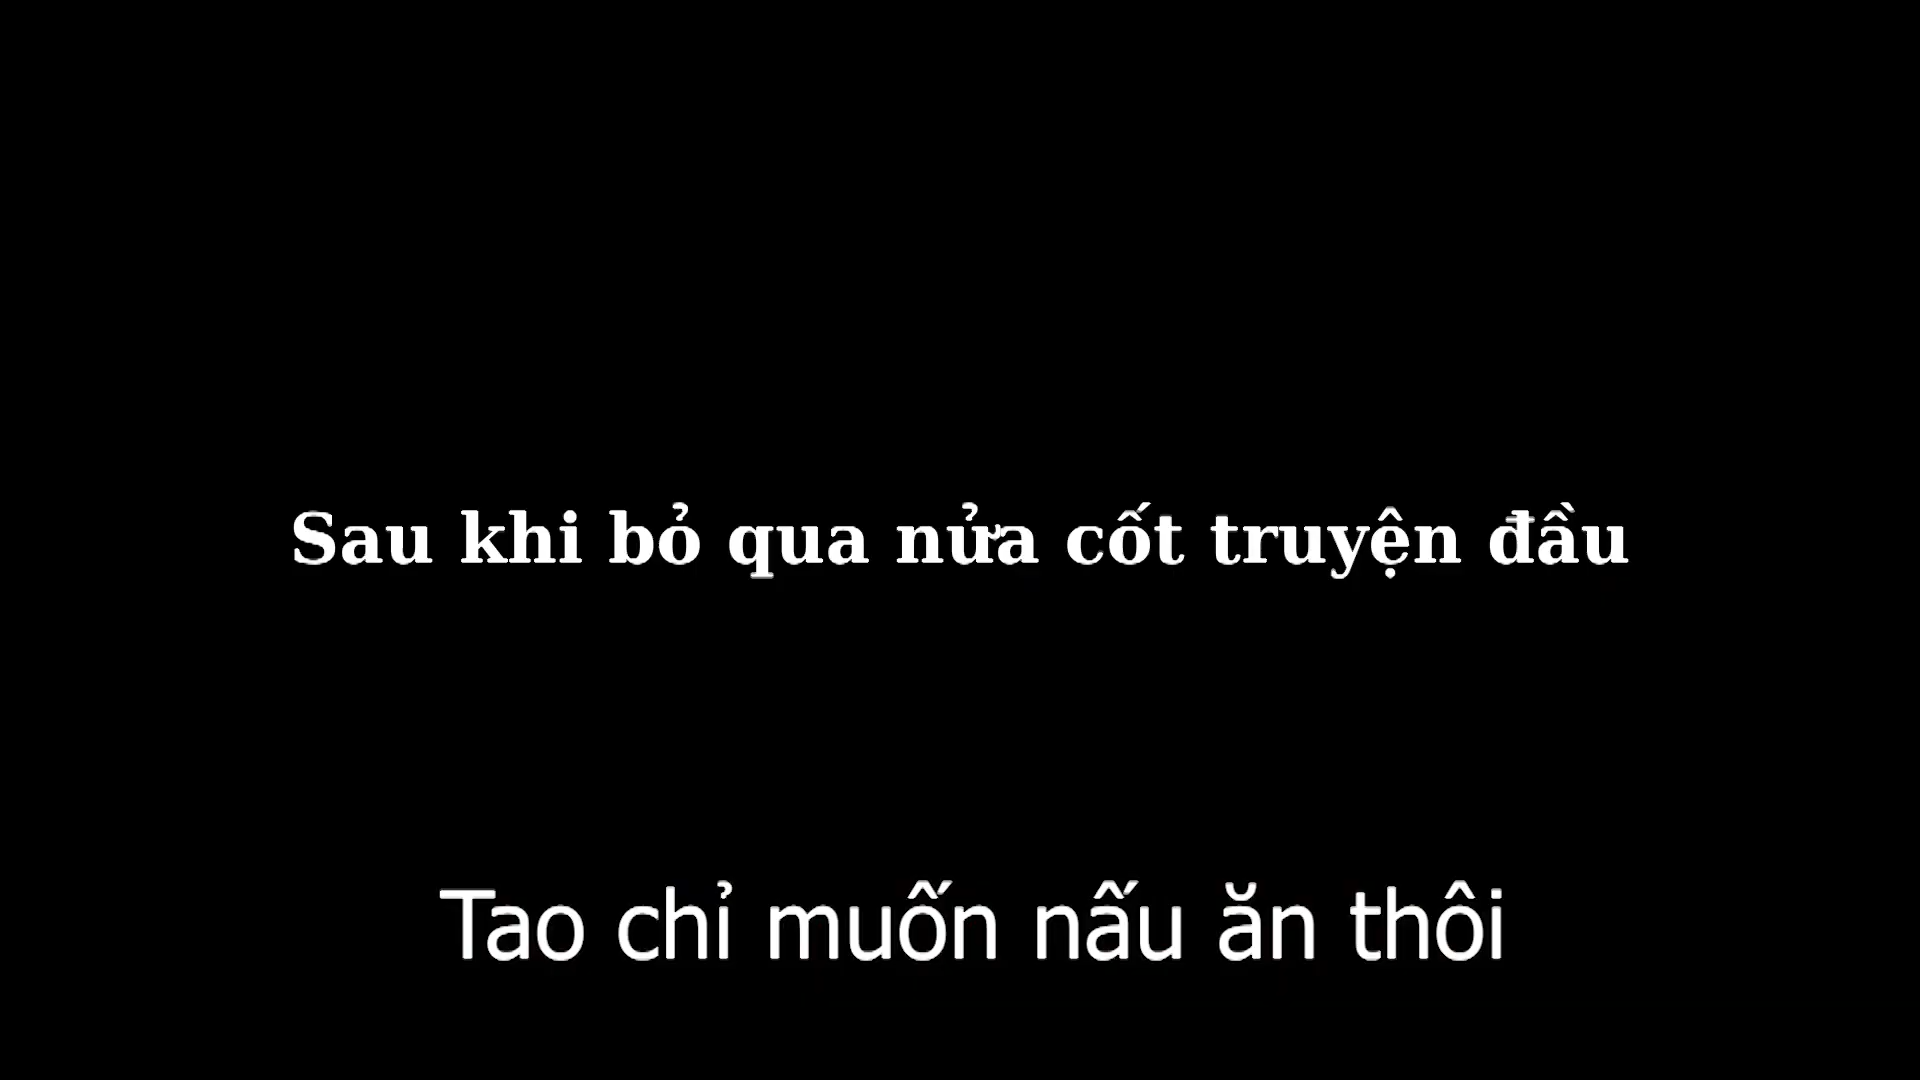 Sau khi bỏ qua nửa cốt truyện đầu
Tao chỉ muốn nấu ăn thôi